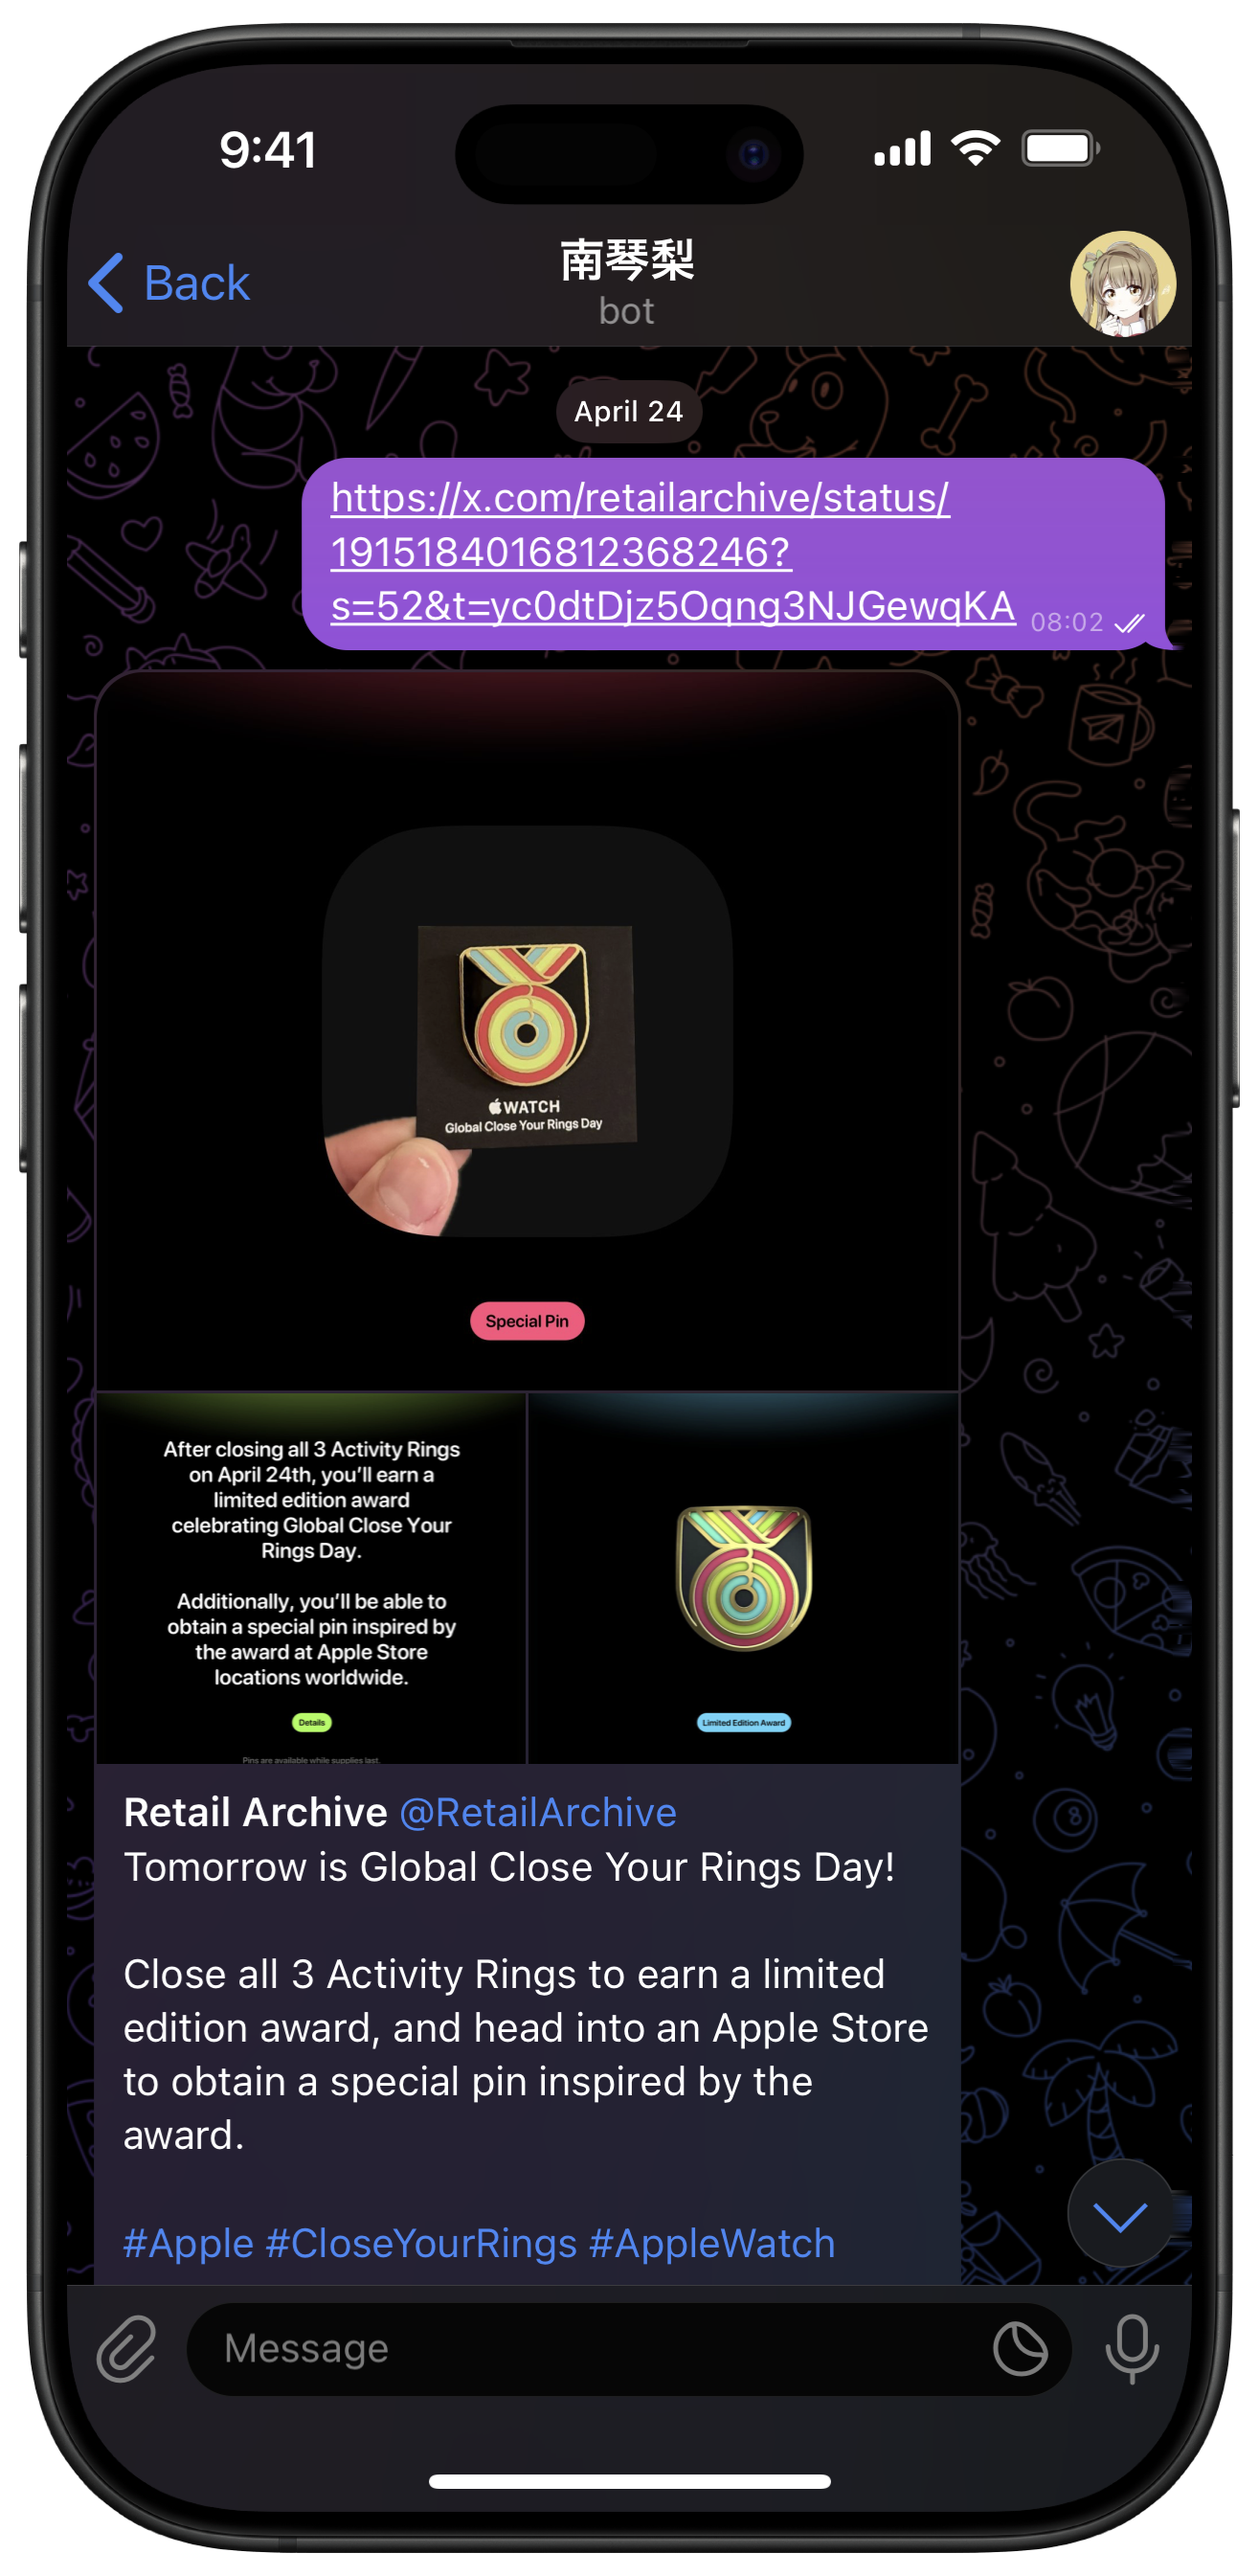 9:41
Back
南琴梨
bot
April 24
https://x.com/retailarchive/status/
1915184016812368246?
s=52&t=yc0dtDjz5Oqng3NJGewqKA 08:02
WATCH
Global Close Your Rings Day
Special Pin
After closing all 3 Activity Rings
on April 24th, you’ll earn a
limited edition award
celebrating Global Close Your
Rings Day.
Additionally, you’ll be able to
obtain a special pin inspired by
the award at Apple Store
locations worldwide.
Details
Pins are available while supplies last.
Limited Edition Award
Retail Archive @RetailArchive
Tomorrow is Global Close Your Rings Day!
Close all 3 Activity Rings to earn a limited
edition award, and head into an Apple Store
to obtain a special pin inspired by the
award.
#Apple #CloseYourRings #AppleWatch
Message